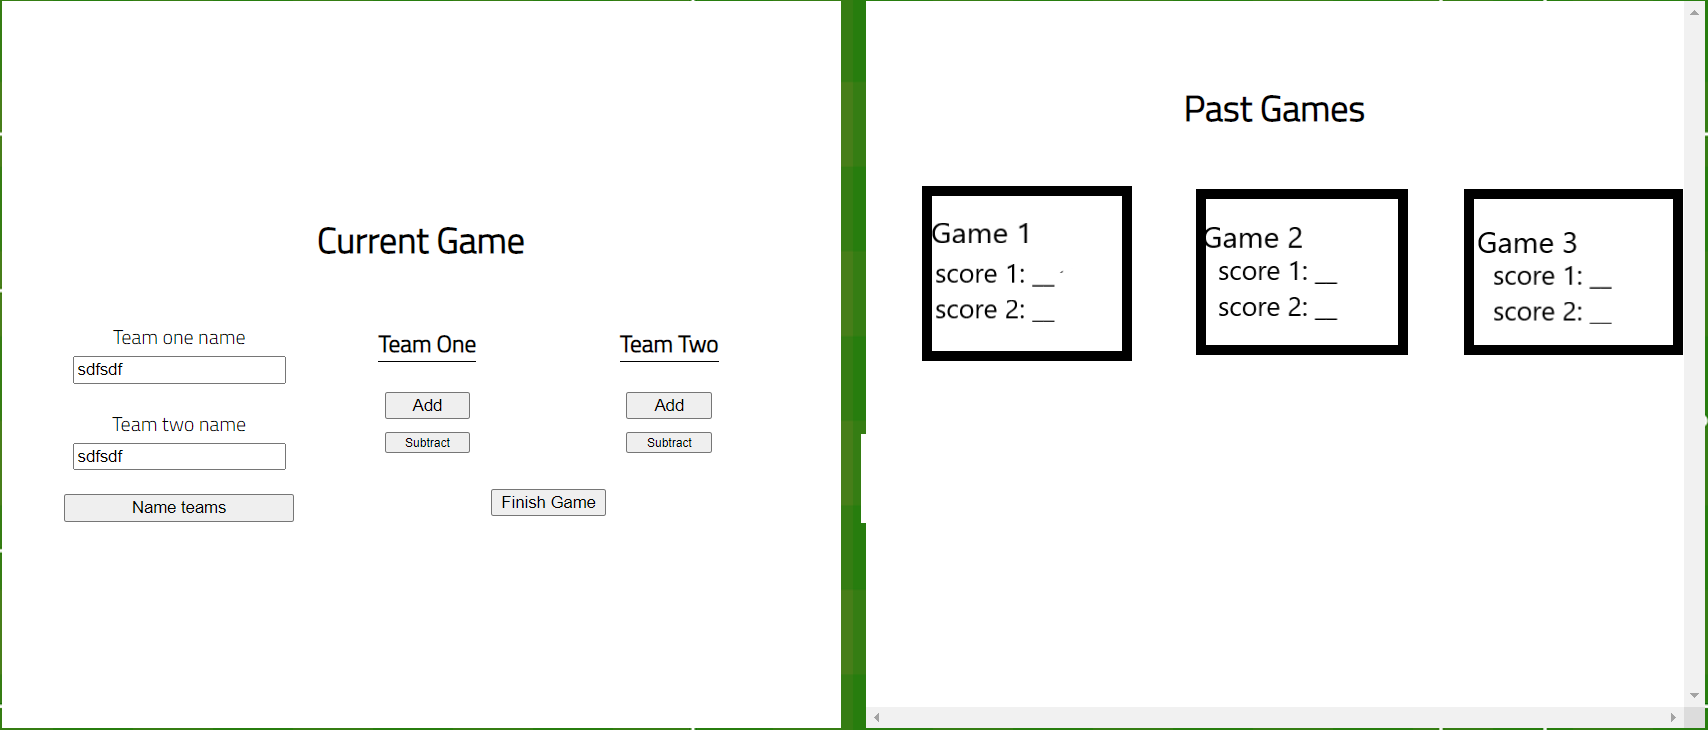 Current Game
Team one name
sdfsdf
Team two name
sdfsdf
Name teams
Team One
Add
Subtract
Team Two
Add
Subtract
Finish Game
Past Games
Game 1
score 1: __
score 2: __
Game 2
score 1: __
score 2: __
Game 3
score 1: __
score 2: __